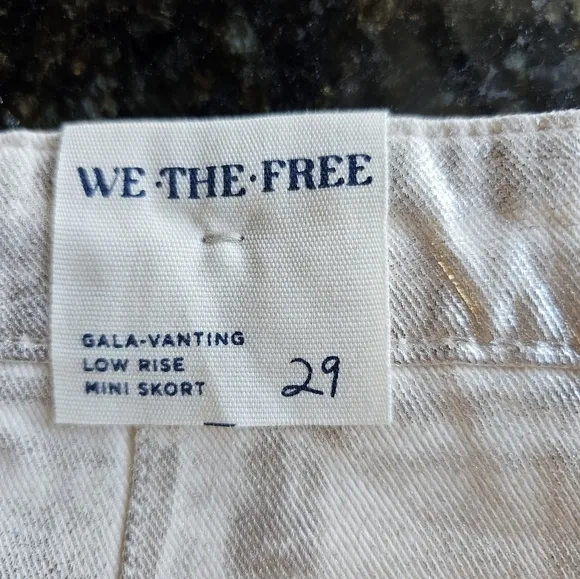 WE·THE·FREE
GALA-VANTING
LOW RISE
MINI SKORT
29